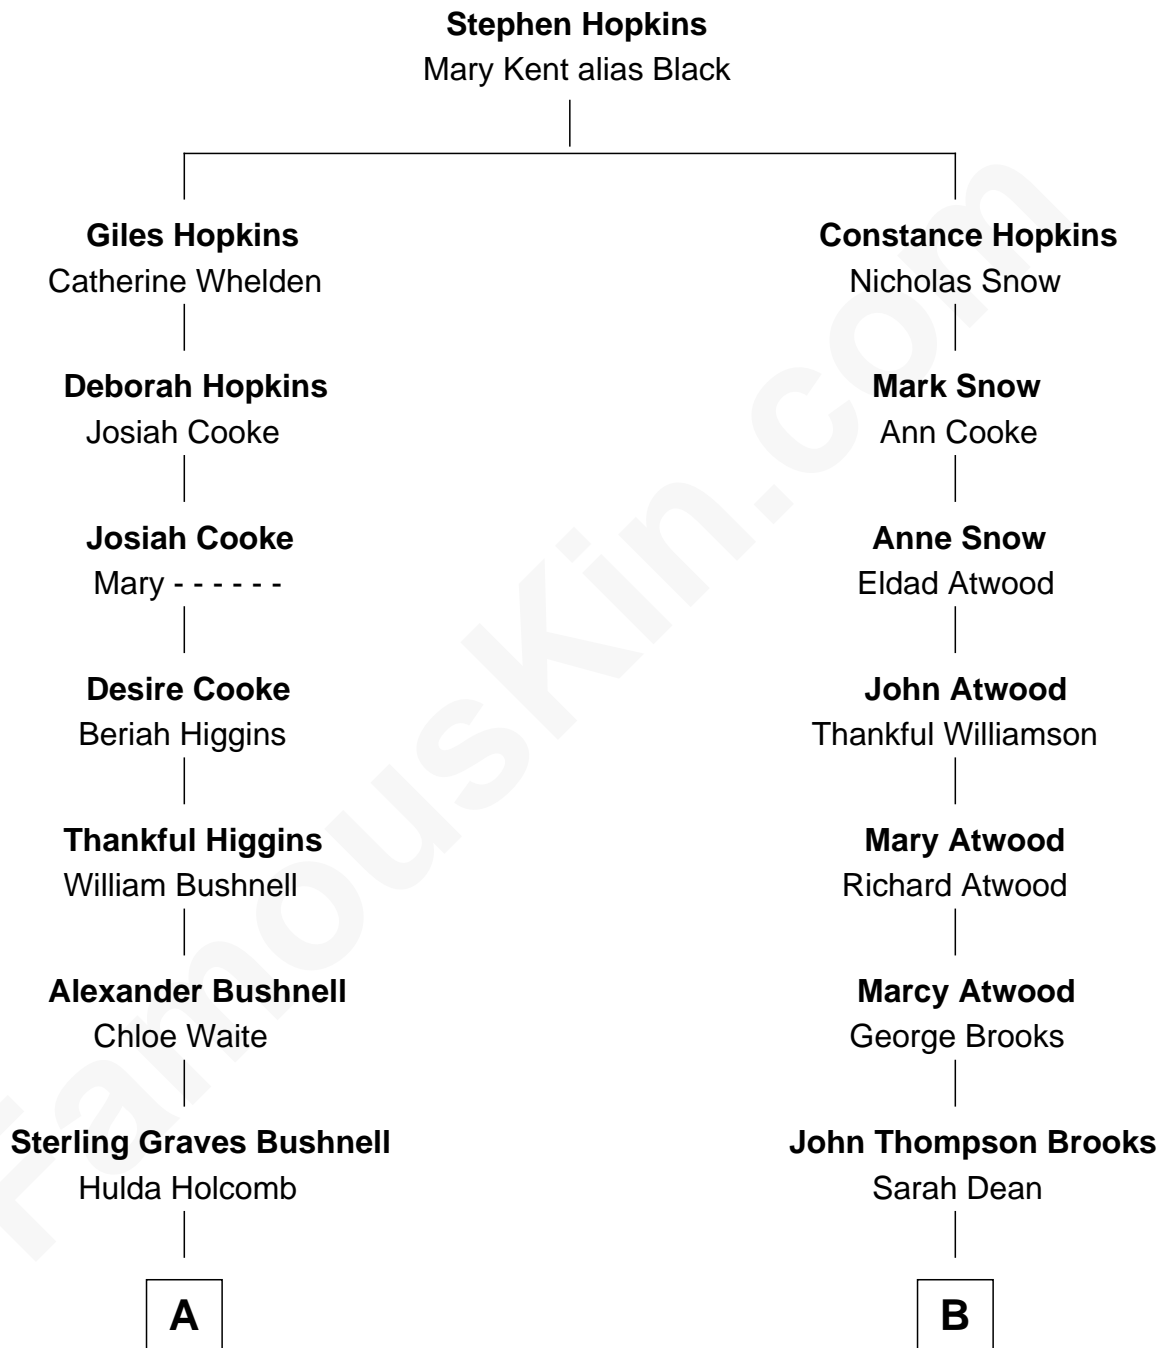 Stephen Hopkins
Mary Kent alias Black
Giles Hopkins
Catherine Whelden
Constance Hopkins
Nicholas Snow
Deborah Hopkins
Josiah Cooke
Mark Snow
Ann Cooke
Josiah Cooke
Mary - - - - - -
Anne Snow
Eldad Atwood
Desire Cooke
Beriah Higgins
John Atwood
Thankful Williamson
Thankful Higgins
William Bushnell
Mary Atwood
Richard Atwood
Alexander Bushnell
Chloe Waite
Marcy Atwood
George Brooks
Sterling Graves Bushnell
Hulda Holcomb
John Thompson Brooks
Sarah Dean
A
B
FamousKin.com